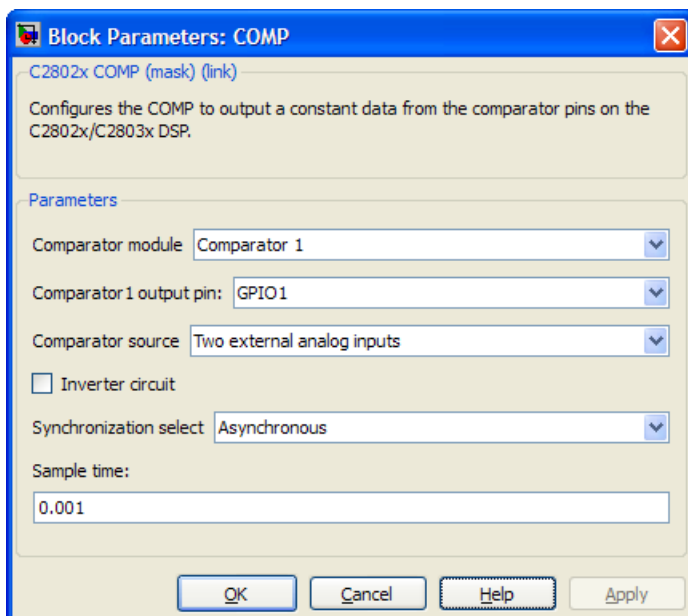 Block Parameters: COMP
C2802x COMP (mask) (link)
Configures the COMP to output a constant data from the comparator pins on the
C2802x/C2803x DSP.
Parameters
Comparator module Comparator 1
Comparator1 output pin: GPIO1
Comparator source Two external analog inputs
Inverter circuit
Synchronization select Asynchronous
Sample time:
0.001
OK Cancel Help Apply